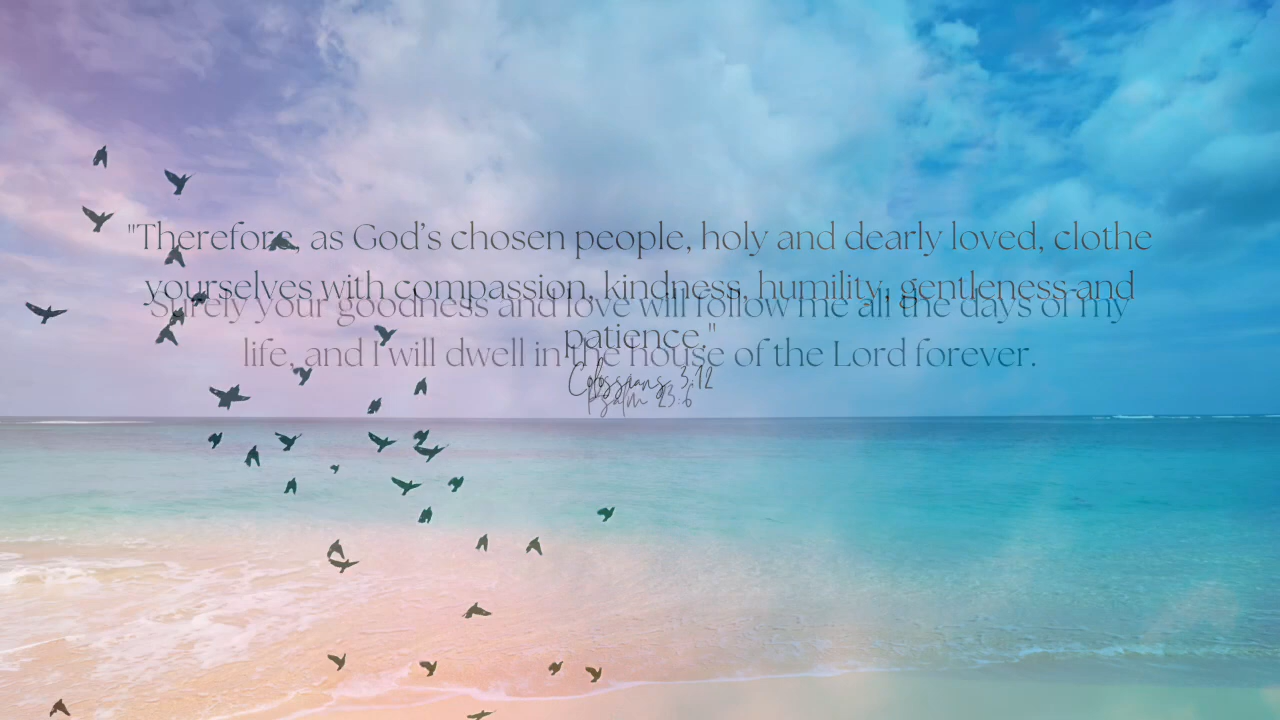 "Therefore, as God’s chosen people, holy and dearly loved, clothe
yourselves with compassion, kindness, humility, gentleness and
patience."
Colossians 3:12
Surely your goodness and love will follow me all the days of my
life, and I will dwell in the house of the Lord forever.
Psalm 23:6